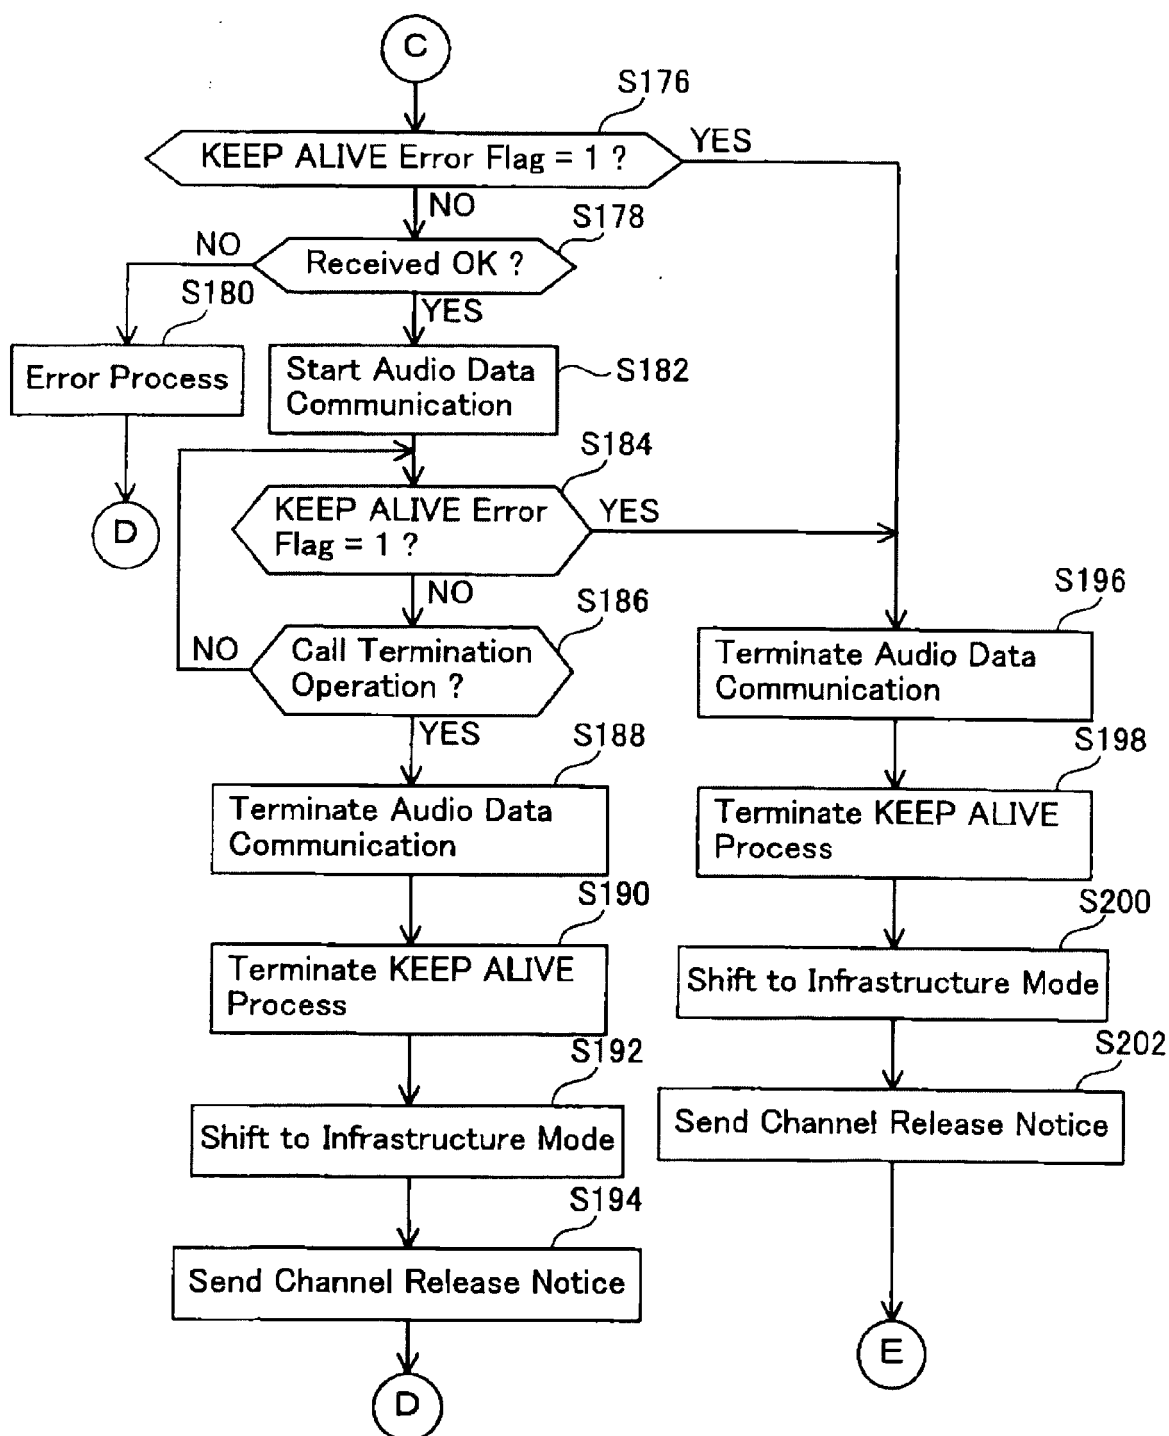 C
S176
KEEP ALIVE Error Flag = 1 ?
YES
NO
S178
NO
Received OK ?
S180
YES
Error Process
Start Audio Data
Communication
S182
S184
D
KEEP ALIVE Error
Flag = 1 ?
YES
NO
S186
NO
Call Termination
Operation ?
YES
S188
Terminate Audio Data
Communication
S190
Terminate KEEP ALIVE
Process
S192
Shift to Infrastructure Mode
S194
Send Channel Release Notice
D
S196
Terminate Audio Data
Communication
S198
Terminate KEEP ALIVE
Process
S200
Shift to Infrastructure Mode
S202
Send Channel Release Notice
E